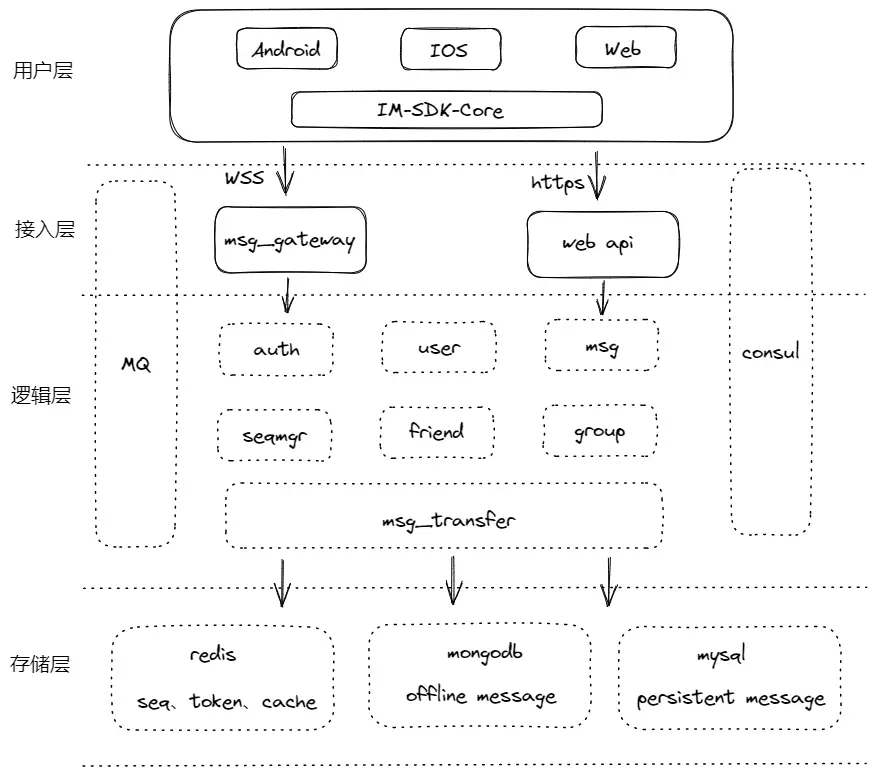 用户层
Android
IOS
Web
IM-SDK-Core
WSS
https
接入层
msg_gateway
web api
MQ
consul
逻辑层
auth
user
msg
seqmgr
friend
group
msg_transfer
存储层
redis
seq、token、cache
mongodb
offline message
mysql
persistent message